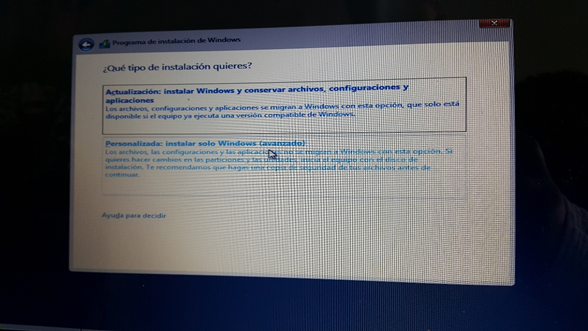 Programa de instalación de Windows
¿Qué tipo de instalación quieres?
Actualización: instalar Windows y conservar archivos, configuraciones y
aplicaciones
Los archivos, configuraciones y aplicaciones se migran a Windows con esta opción, que solo está
disponible si el equipo ya ejecuta una versión compatible de Windows.
Personalizada: instalar solo Windows (avanzado)
Los archivos, las configuraciones y las aplicaciones no se migran a Windows con esta opción. Si
quieres hacer cambios en las particiones y las unidades, inicia el equipo con el disco de
instalación. Te recomendamos que hagas una copia de seguridad de tus archivos antes de
continuar.
Ayuda para decidir